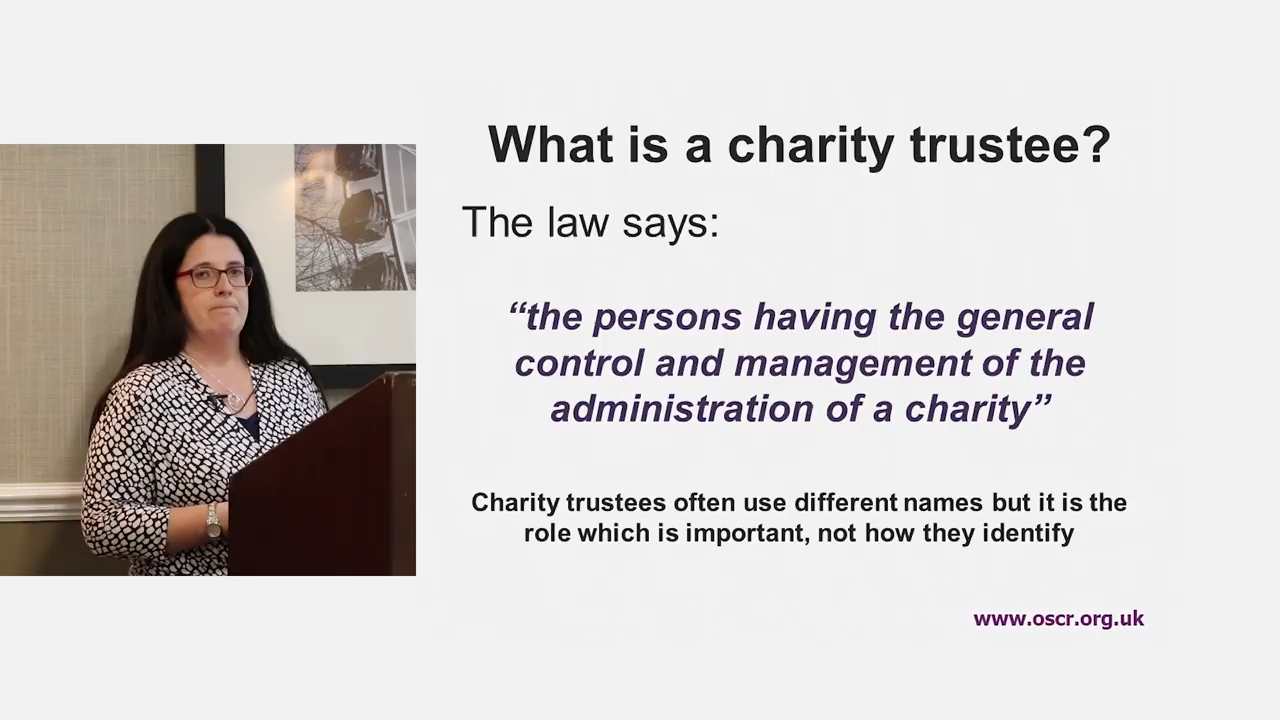 What is a charity trustee?
The law says:
“the persons having the general
control and management of the
administration of a charity”
Charity trustees often use different names but it is the
role which is important, not how they identify
www.oscr.org.uk